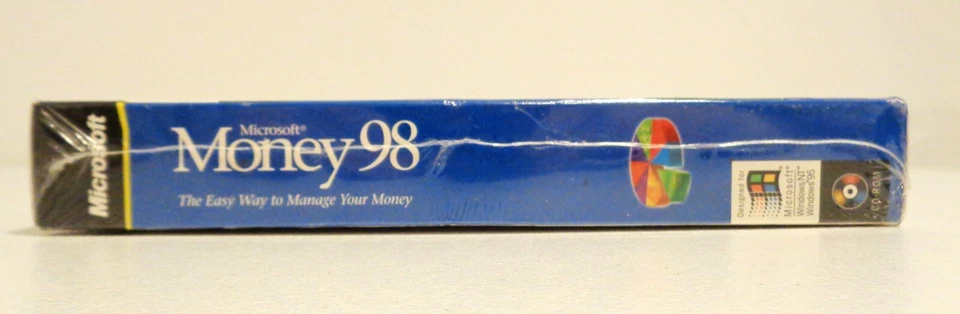 Microsoft
Microsoft®
Money 98
The Easy Way to Manage Your Money
Designed for
Microsoft®
Windows NT®
Windows®95
CD-ROM